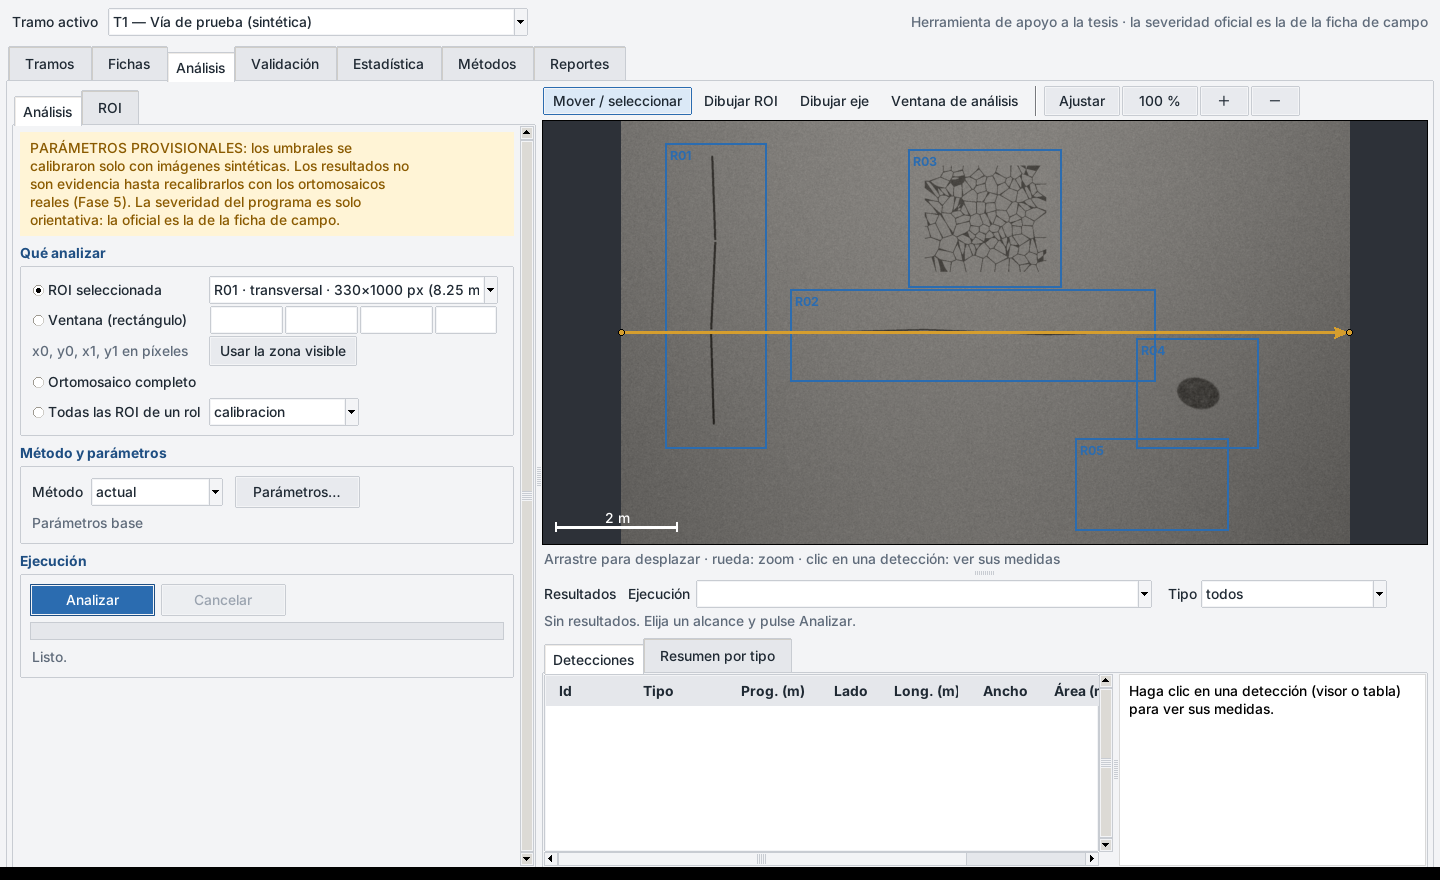 Tramo activo T1 — Vía de prueba (sintética) Herramienta de apoyo a la tesis · la severidad oficial es la de la ficha de campo
Tramos Fichas Análisis Validación Estadística Métodos Reportes
Análisis ROI
PARÁMETROS PROVISIONALES: los umbrales se
calibraron solo con imágenes sintéticas. Los resultados no
son evidencia hasta recalibrarlos con los ortomosaicos
reales (Fase 5). La severidad del programa es solo
orientativa: la oficial es la de la ficha de campo.
Qué analizar
ROI seleccionada R01 · transversal · 330×1000 px (8.25 m
Ventana (rectángulo)
x0, y0, x1, y1 en píxeles Usar la zona visible
Ortomosaico completo
Todas las ROI de un rol calibracion
Método y parámetros
Método actual Parámetros...
Parámetros base
Ejecución
Analizar Cancelar
Listo.
Mover / seleccionar Dibujar ROI Dibujar eje Ventana de análisis Ajustar 100 % + −
R01
R03
R02
R04
R05
2 m
Arrastre para desplazar · rueda: zoom · clic en una detección: ver sus medidas
Resultados Ejecución Tipo todos
Sin resultados. Elija un alcance y pulse Analizar.
Detecciones Resumen por tipo
Id Tipo Prog. (m) Lado Long. (m) Ancho Área (r
Haga clic en una detección (visor o tabla)
para ver sus medidas.